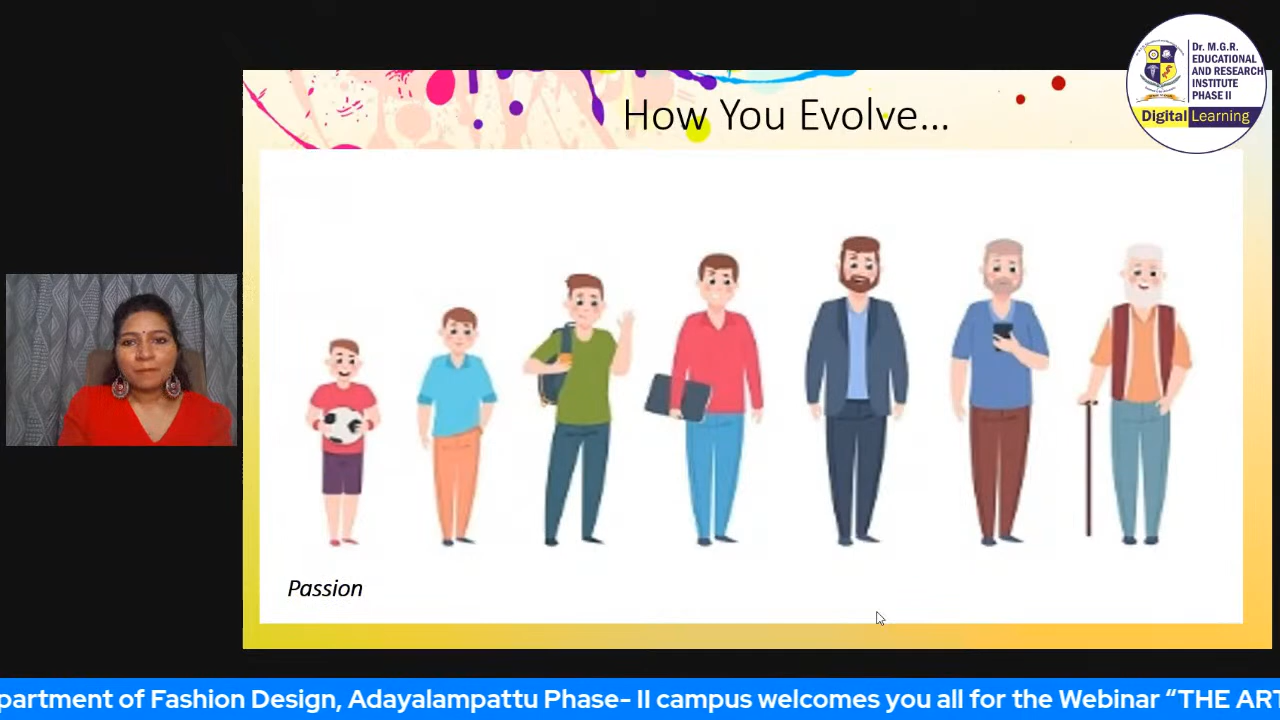 How You Evolve...
Dr. M.G.R.
EDUCATIONAL
AND RESEARCH
INSTITUTE
PHASE II
Digital Learning
Passion
partment of Fashion Design, Adayalampattu Phase- II campus welcomes you all for the Webinar “THE ART